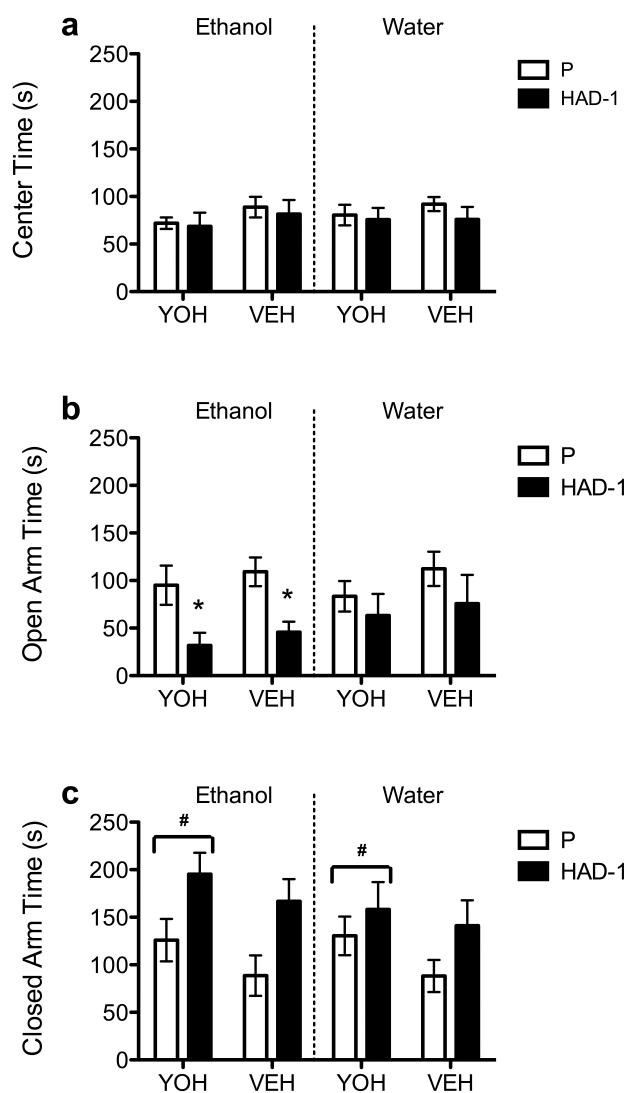 a
Ethanol Water
Center Time (s)
250
200
150
100
50
0
YOH VEH YOH VEH
P
HAD-1
b
Ethanol Water
Open Arm Time (s)
250
200
150
100
50
0
* *
YOH VEH YOH VEH
P
HAD-1
c
Ethanol Water
Closed Arm Time (s)
250
200
150
100
50
0
# #
YOH VEH YOH VEH
P
HAD-1